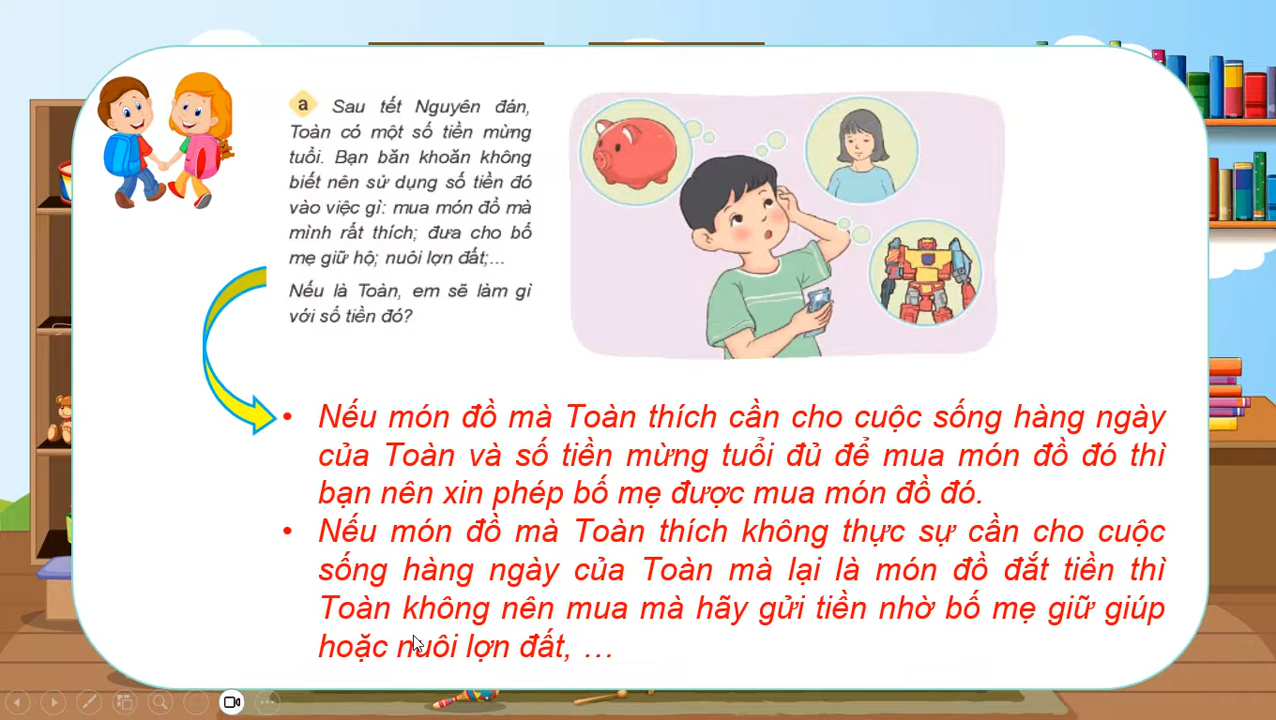 a Sau tết Nguyên đán,
Toàn có một số tiền mừng
tuổi. Bạn băn khoăn không
biết nên sử dụng số tiền đó
vào việc gì: mua món đồ mà
mình rất thích; đưa cho bố
mẹ giữ hộ; nuôi lợn đất;...
Nếu là Toàn, em sẽ làm gì
với số tiền đó?
• Nếu món đồ mà Toàn thích cần cho cuộc sống hàng ngày
của Toàn và số tiền mừng tuổi đủ để mua món đồ đó thì
bạn nên xin phép bố mẹ được mua món đồ đó.
• Nếu món đồ mà Toàn thích không thực sự cần cho cuộc
sống hàng ngày của Toàn mà lại là món đồ đắt tiền thì
Toàn không nên mua mà hãy gửi tiền nhờ bố mẹ giữ giúp
hoặc nuôi lợn đất, …